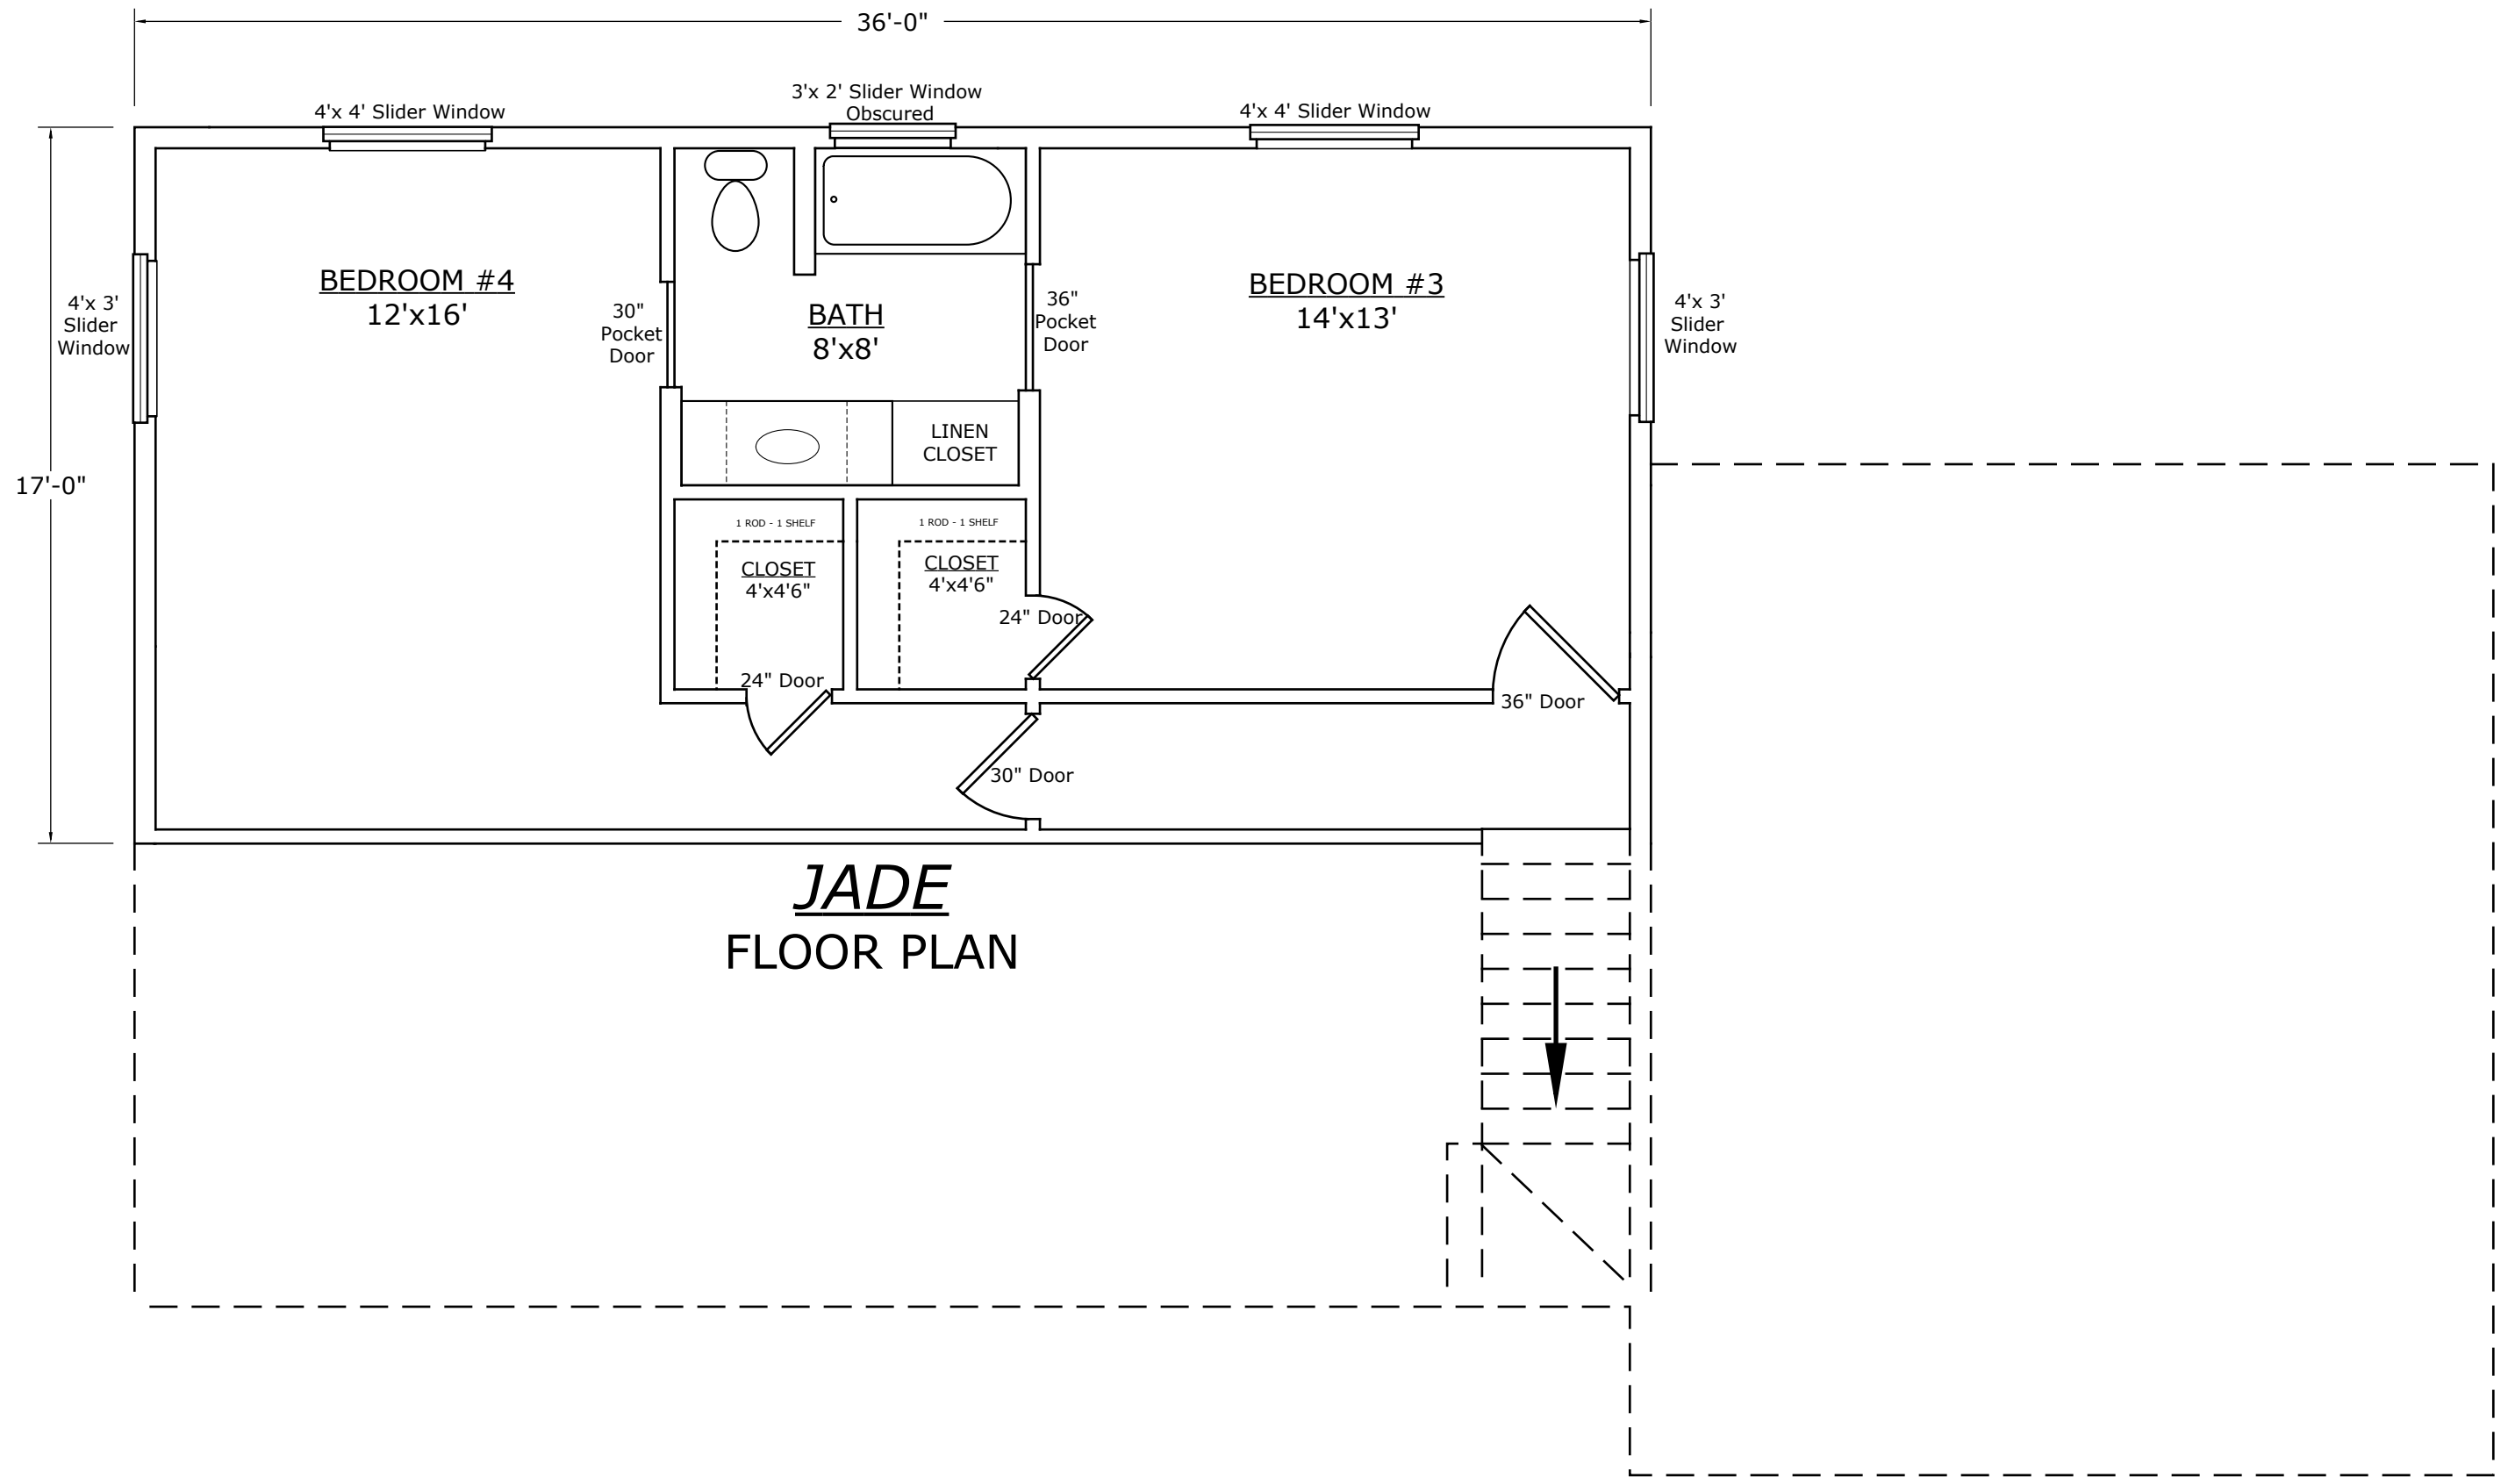 36'-0"
3'x 2' Slider Window
Obscured
4'x 4' Slider Window
4'x 4' Slider Window
BEDROOM #4
12'x16'
BEDROOM #3
14'x13'
4'x 3'
Slider
Window
30"
Pocket
Door
BATH
8'x8'
36"
Pocket
Door
4'x 3'
Slider
Window
LINEN
CLOSET
17'-0"
1 ROD - 1 SHELF
CLOSET
4'x4'6"
1 ROD - 1 SHELF
CLOSET
4'x4'6"
24" Door
24" Door
36" Door
30" Door
JADE
FLOOR PLAN